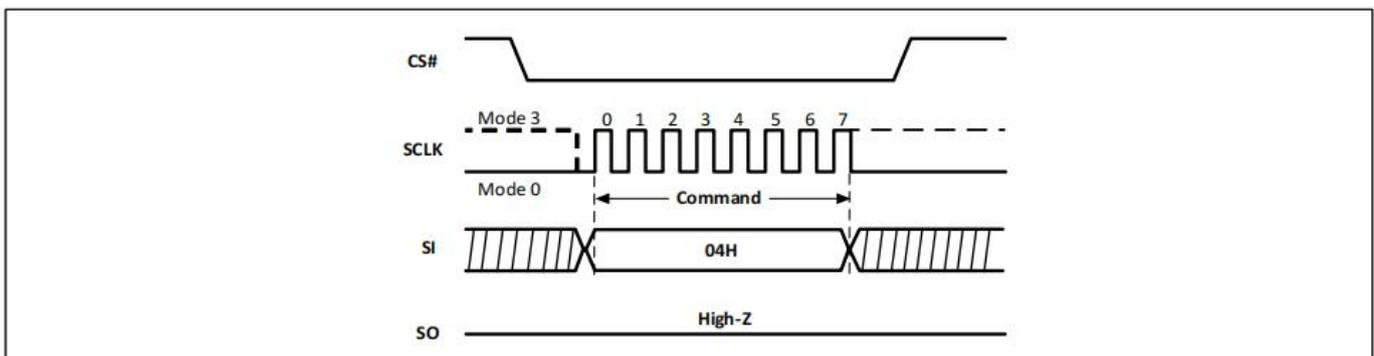 CS#
Mode 3
0 1 2 3 4 5 6 7
SCLK
Mode 0
Command
SI
04H
High-Z
SO